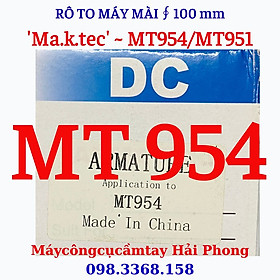 RÔ TO MÁY MÀI ∮ 100 mm
'Ma.k.tec' ~ MT954/MT951
DC
MT 954
ARMATURE
Application to
MT954
Made In China
Máycôngcụcầmtay Hải Phong
098.3368.158